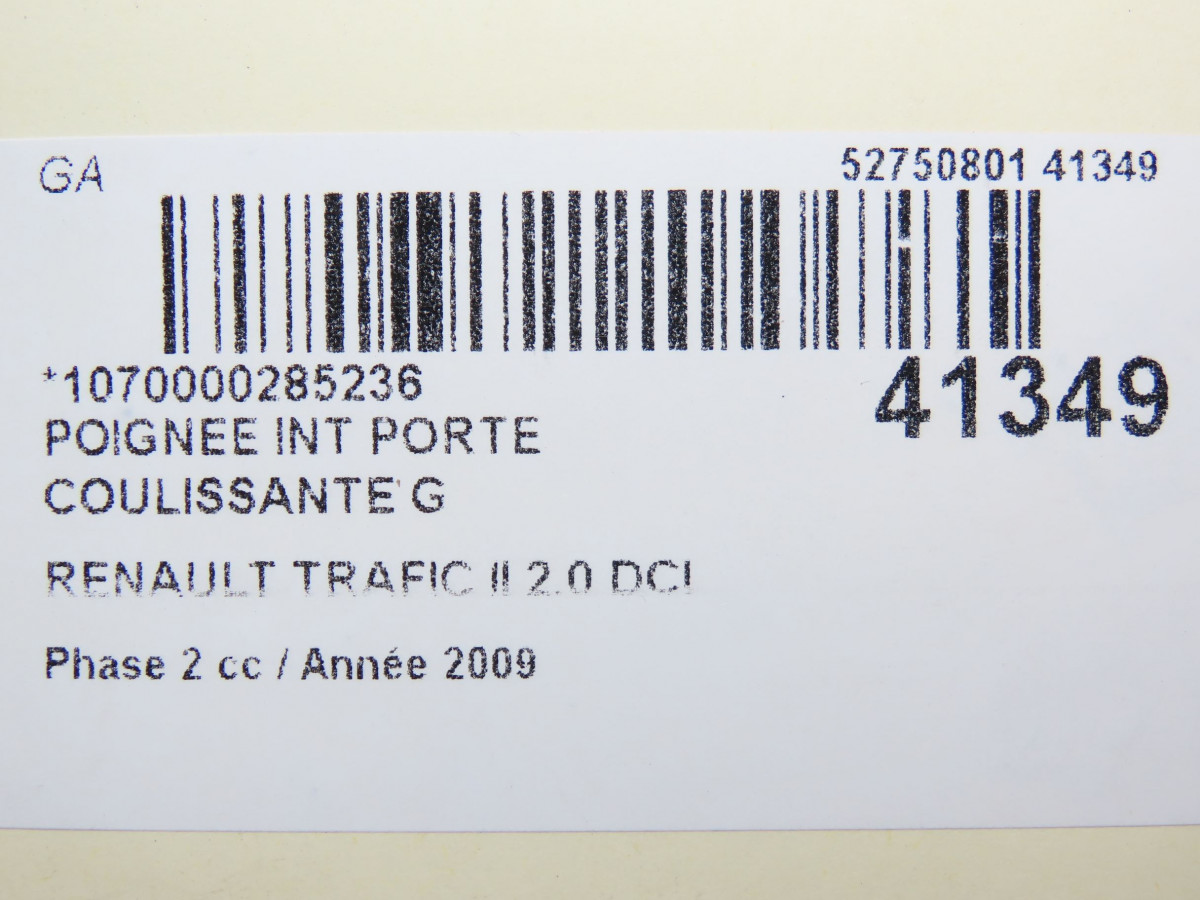 GA
52750801 41349
*1070000285236
41349
POIGNEE INT PORTE
COULISSANTE G
RENAULT TRAFIC II 2.0 DCI
Phase 2 cc / Année 2009